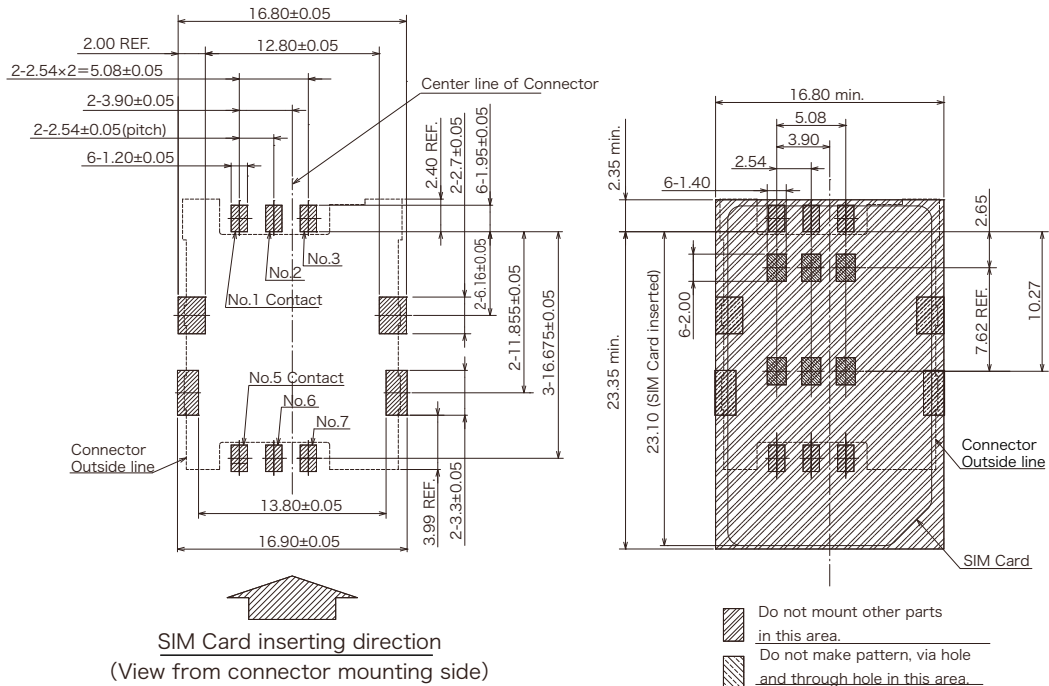 16.80±0.05
2.00 REF.
12.80±0.05
2-2.54×2=5.08±0.05
Center line of Connector
2-3.90±0.05
2-2.54±0.05(pitch)
6-1.20±0.05
2.40 REF.
2-2.7±0.05
6-1.95±0.05
No.3
No.2
No.1 Contact
2-6.16±0.05
2-11.855±0.05
3-16.675±0.05
No.5 Contact
No.6
No.7
Connector
Outside line
13.80±0.05
16.90±0.05
3.99 REF.
2-3.3±0.05
SIM Card inserting direction
(View from connector mounting side)
16.80 min.
5.08
3.90
2.54
6-1.40
2.35 min.
2.65
6-2.00
7.62 REF.
10.27
23.35 min.
23.10 (SIM Card inserted)
Connector
Outside line
SIM Card
Do not mount other parts
in this area.
Do not make pattern, via hole
and through hole in this area.